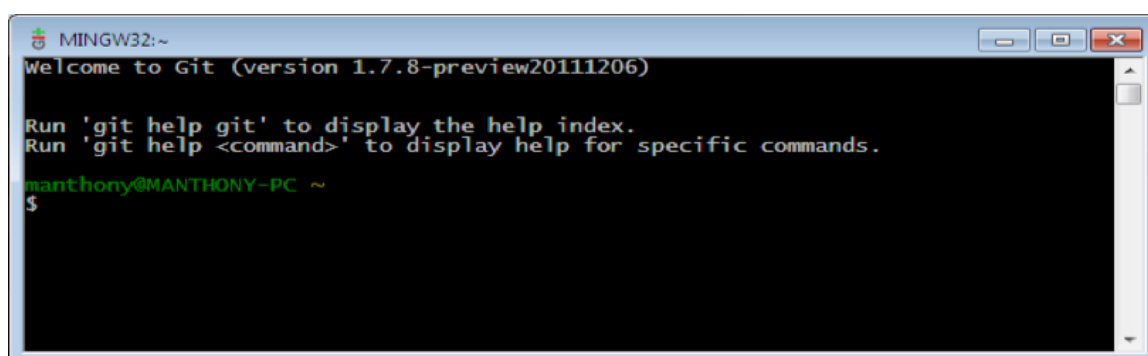 MINGW32:~
Welcome to Git (version 1.7.8-preview20111206)
Run 'git help git' to display the help index.
Run 'git help <command>' to display help for specific commands.
manthony@MANTHONY-PC ~
$